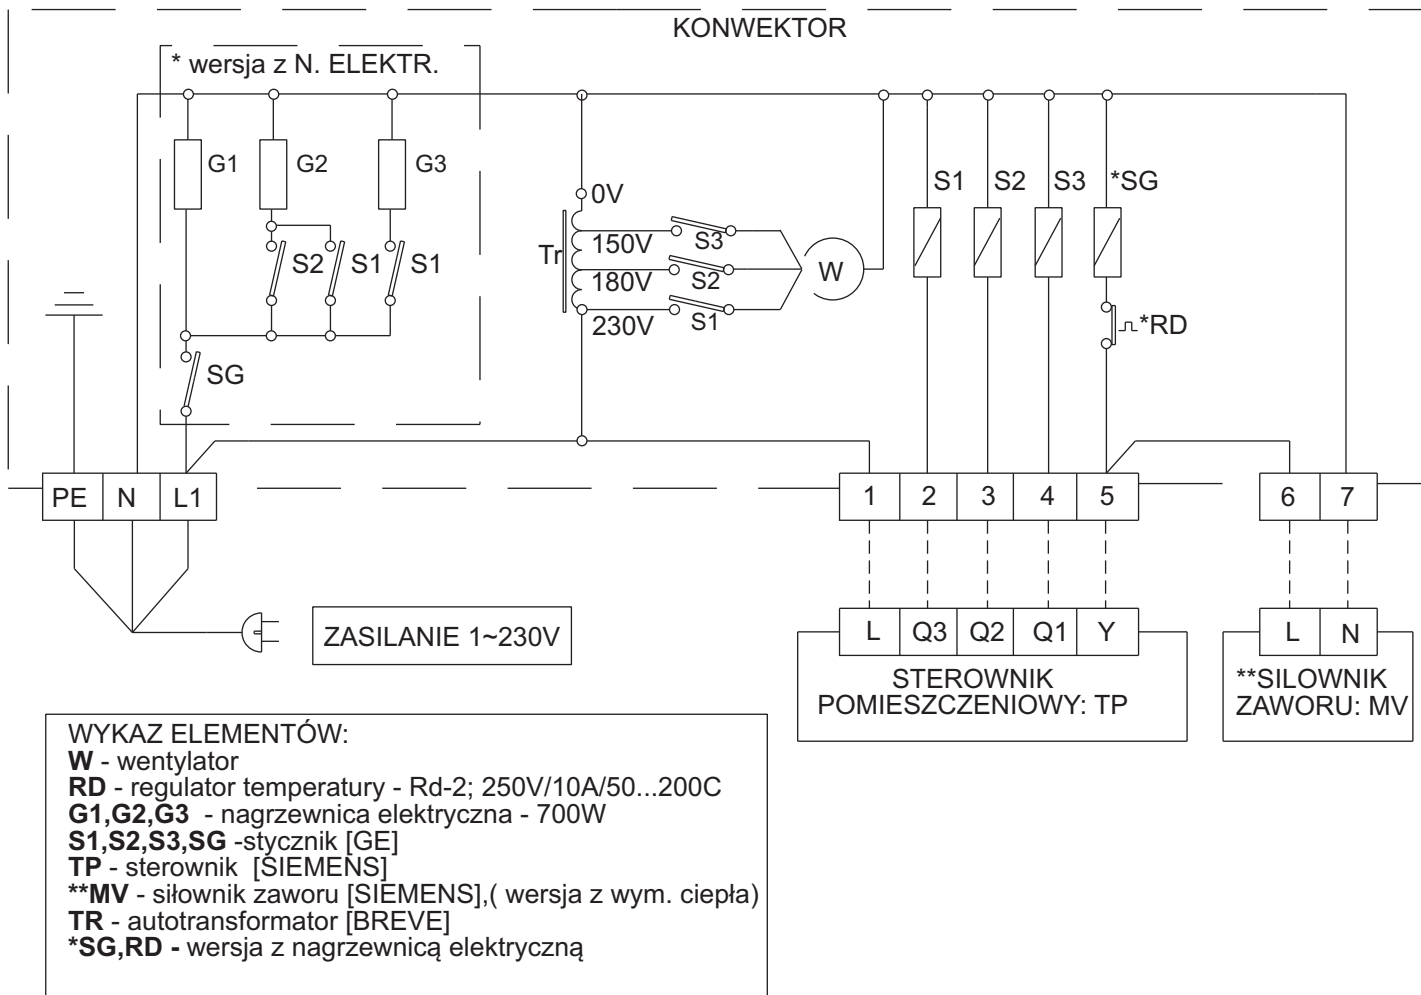 KONWEKTOR
* wersja z N. ELEKTR.
G1 G2 G3
S1 S2 S3 *SG
0V
150V
180V
230V
Tr
S3
S2
S1
W
S2 S1 S1
SG
*RD
PE N L1
1 2 3 4 5
6 7
ZASILANIE 1~230V
L Q3 Q2 Q1 Y
STEROWNIK
POMIESZCZENIOWY: TP
L N
**SILOWNIK
ZAWORU: MV
WYKAZ ELEMENTÓW:
W - wentylator
RD - regulator temperatury - Rd-2; 250V/10A/50...200C
G1,G2,G3 - nagrzewnica elektryczna - 700W
S1,S2,S3,SG -stycznik [GE]
TP - sterownik [SIEMENS]
**MV - siłownik zaworu [SIEMENS],( wersja z wym. ciepła)
TR - autotransformator [BREVE]
*SG,RD - wersja z nagrzewnicą elektryczną